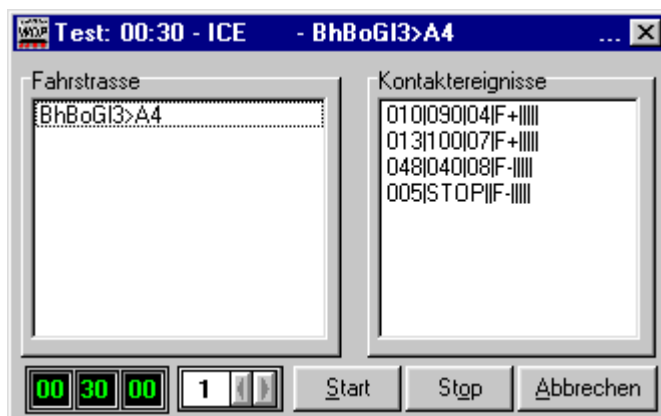 Test: 00:30 - ICE - BhBoGl3>A4 ...
Fahrstrasse
BhBoGl3>A4
Kontaktereignisse
010|090|04|F+|||||
013|100|07|F+|||||
048|040|08|F-|||||
005|STOP||F-|||||
00 30 00 1 Start Stop Abbrechen